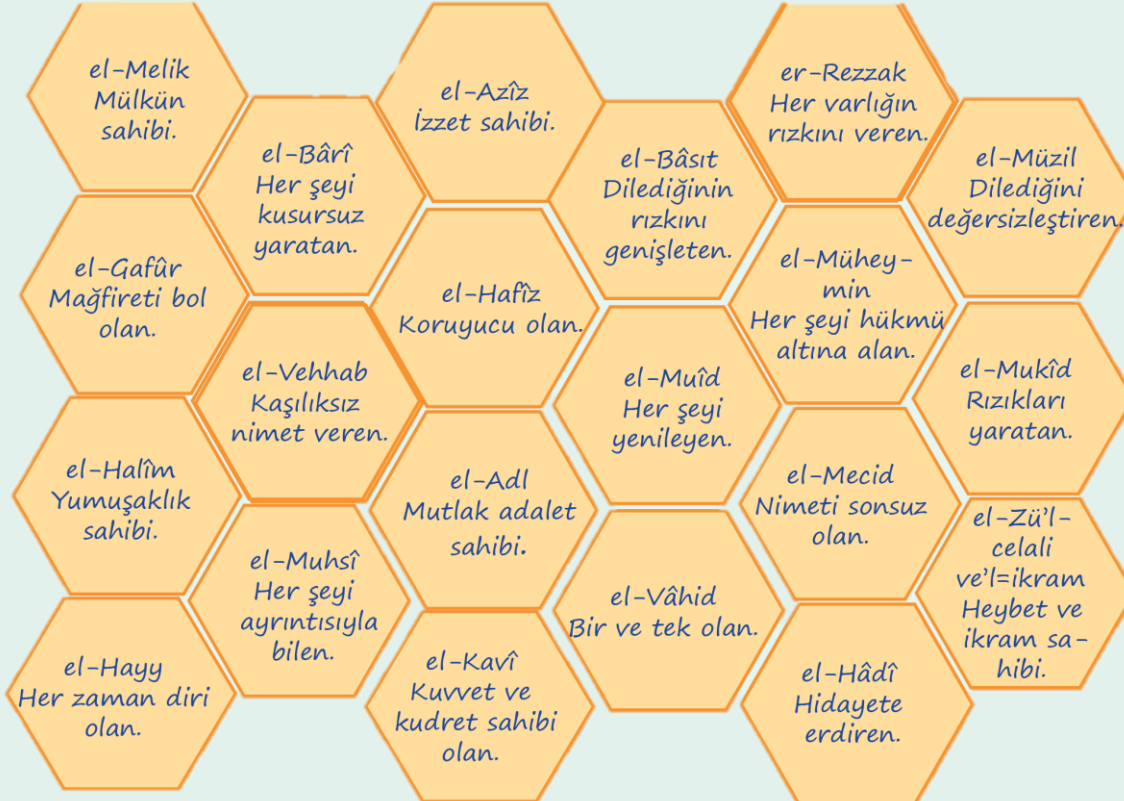 el-Melik
Mülkün
sahibi.
el-Gafûr
Mağfireti bol
olan.
el-Halîm
Yumuşaklık
sahibi.
el-Hayy
Her zaman diri
olan.
el-Bârî
Her şeyi
kusursuz
yaratan.
el-Vehhab
Kaşılıksız
nimet veren.
el-Muhsî
Her şeyi
ayrıntısıyla
bilen.
el-Azîz
İzzet sahibi.
el-Hafîz
Koruyucu olan.
el-Adl
Mutlak adalet
sahibi.
el-Kavî
Kuvvet ve
kudret sahibi
olan.
el-Bâsıt
Dilediğinin
rızkını
genişleten.
el-Muîd
Her şeyi
yenileyen.
el-Vâhid
Bir ve tek olan.
er-Rezzak
Her varlığın
rızkını veren.
el-Mühey-
min
Her şeyi hükmü
altına alan.
el-Mecid
Nimeti sonsuz
olan.
el-Hâdî
Hidayete
erdiren.
el-Müzil
Dilediğini
değersizleştiren.
el-Mukîd
Rızıkları
yaratan.
el-Zü'l-
celali
ve'l=ikram
Heybet ve
ikram sa-
hibi.